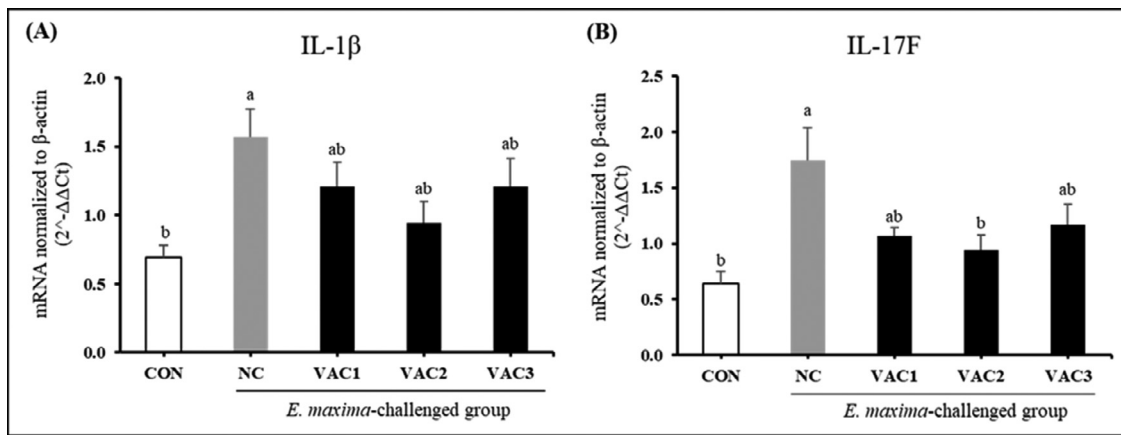 (A)
IL-1β
mRNA normalized to β-actin
(2^-ΔΔCt)
2.0
1.5
1.0
0.5
0.0
b
a
ab
ab
ab
CON
NC
VAC1
VAC2
VAC3
E. maxima-challenged group
(B)
IL-17F
mRNA normalized to β-actin
(2^-ΔΔCt)
2.5
2.0
1.5
1.0
0.5
0.0
b
a
ab
b
ab
CON
NC
VAC1
VAC2
VAC3
E. maxima-challenged group